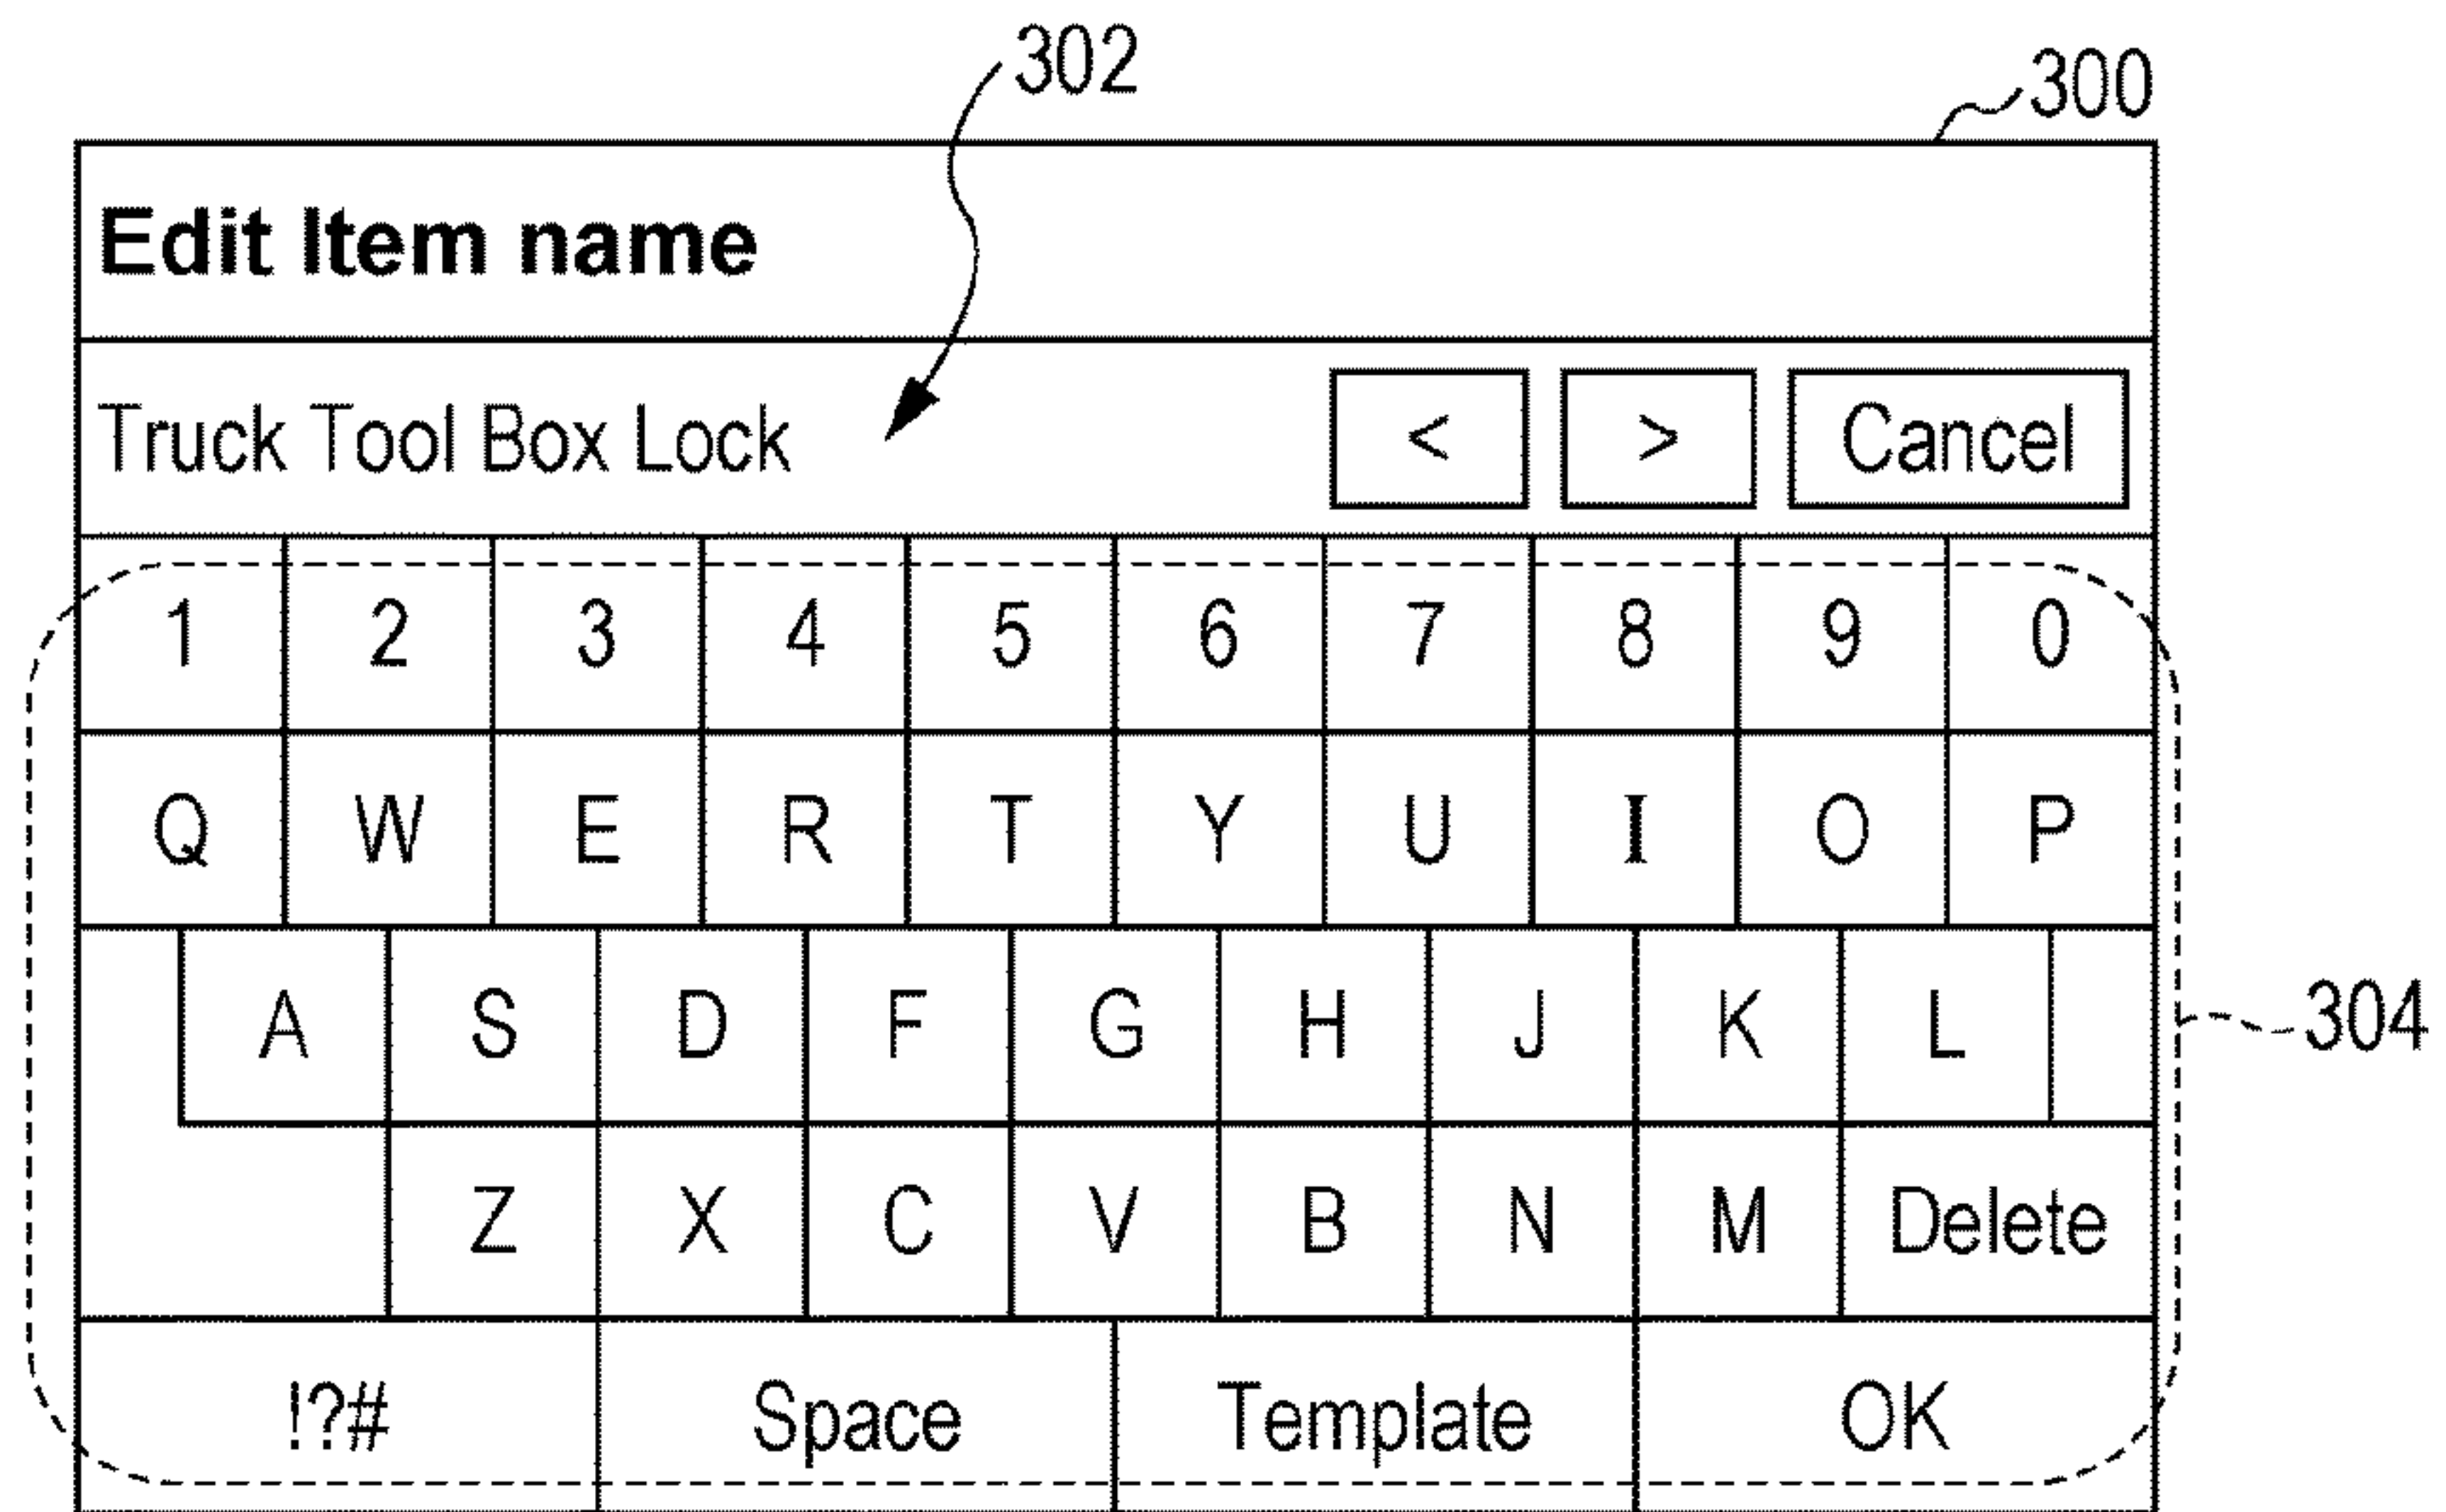 302
300
Edit Item name
Truck Tool Box Lock < > Cancel
1 2 3 4 5 6 7 8 9 0
Q W E R T Y U I O P
A S D F G H J K L
304
Z X C V B N M Delete
!?# Space Template OK